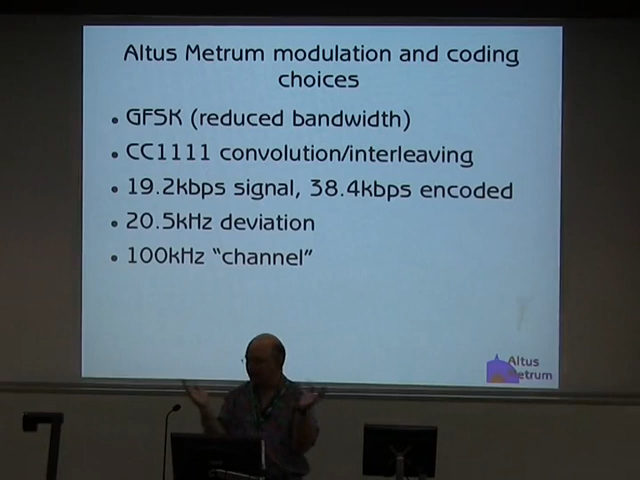 Altus Metrum modulation and coding
choices
• GFSK (reduced bandwidth)
• CC1111 convolution/interleaving
• 19.2kbps signal, 38.4kbps encoded
• 20.5kHz deviation
• 100kHz “channel”
Altus
Metrum